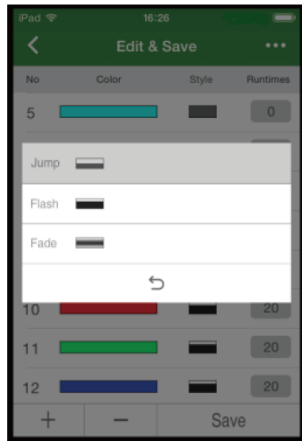 iPad 16:26
Edit & Save
No Color Style Runtimes
5 0
Jump
Flash
Fade
10 20
11 20
12 20
+ − Save